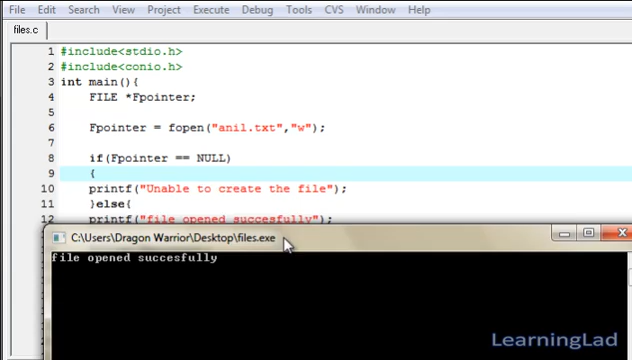 File Edit Search View Project Execute Debug Tools CVS Window Help
files.c
1 #include<stdio.h>
2 #include<conio.h>
3 int main(){
4 FILE *Fpointer;
5
6 Fpointer = fopen("anil.txt","w");
7
8 if(Fpointer == NULL)
9 {
10 printf("Unable to create the file");
11 }else{
12 printf("file opened succesfully");
C:\Users\Dragon Warrior\Desktop\files.exe
file opened succesfully
LearningLad